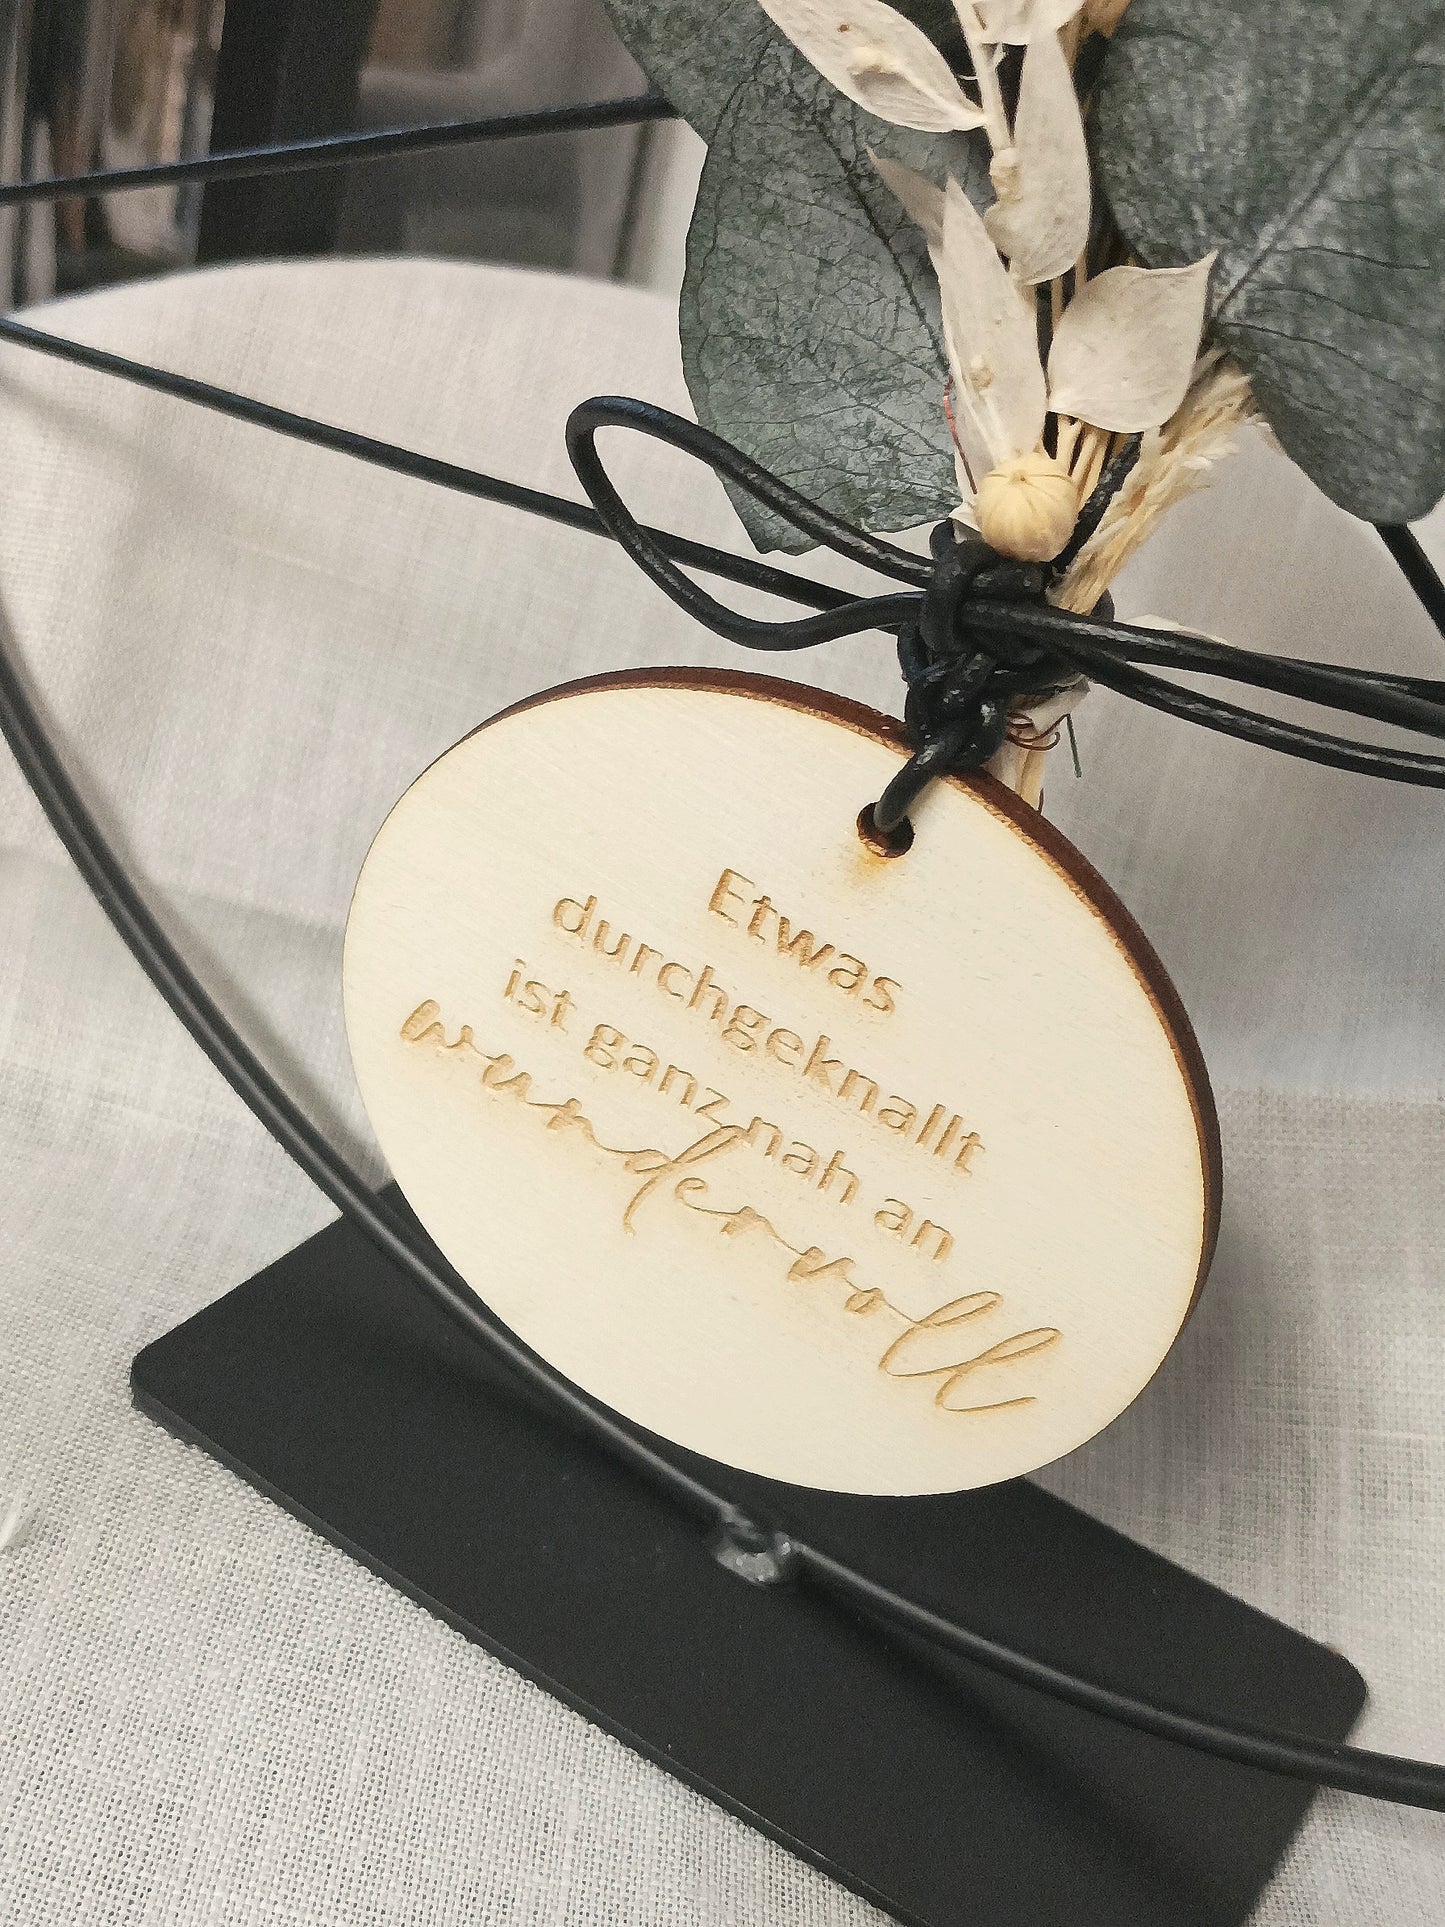 Etwas
durchgeknallt
ist ganz nah an
wundervoll